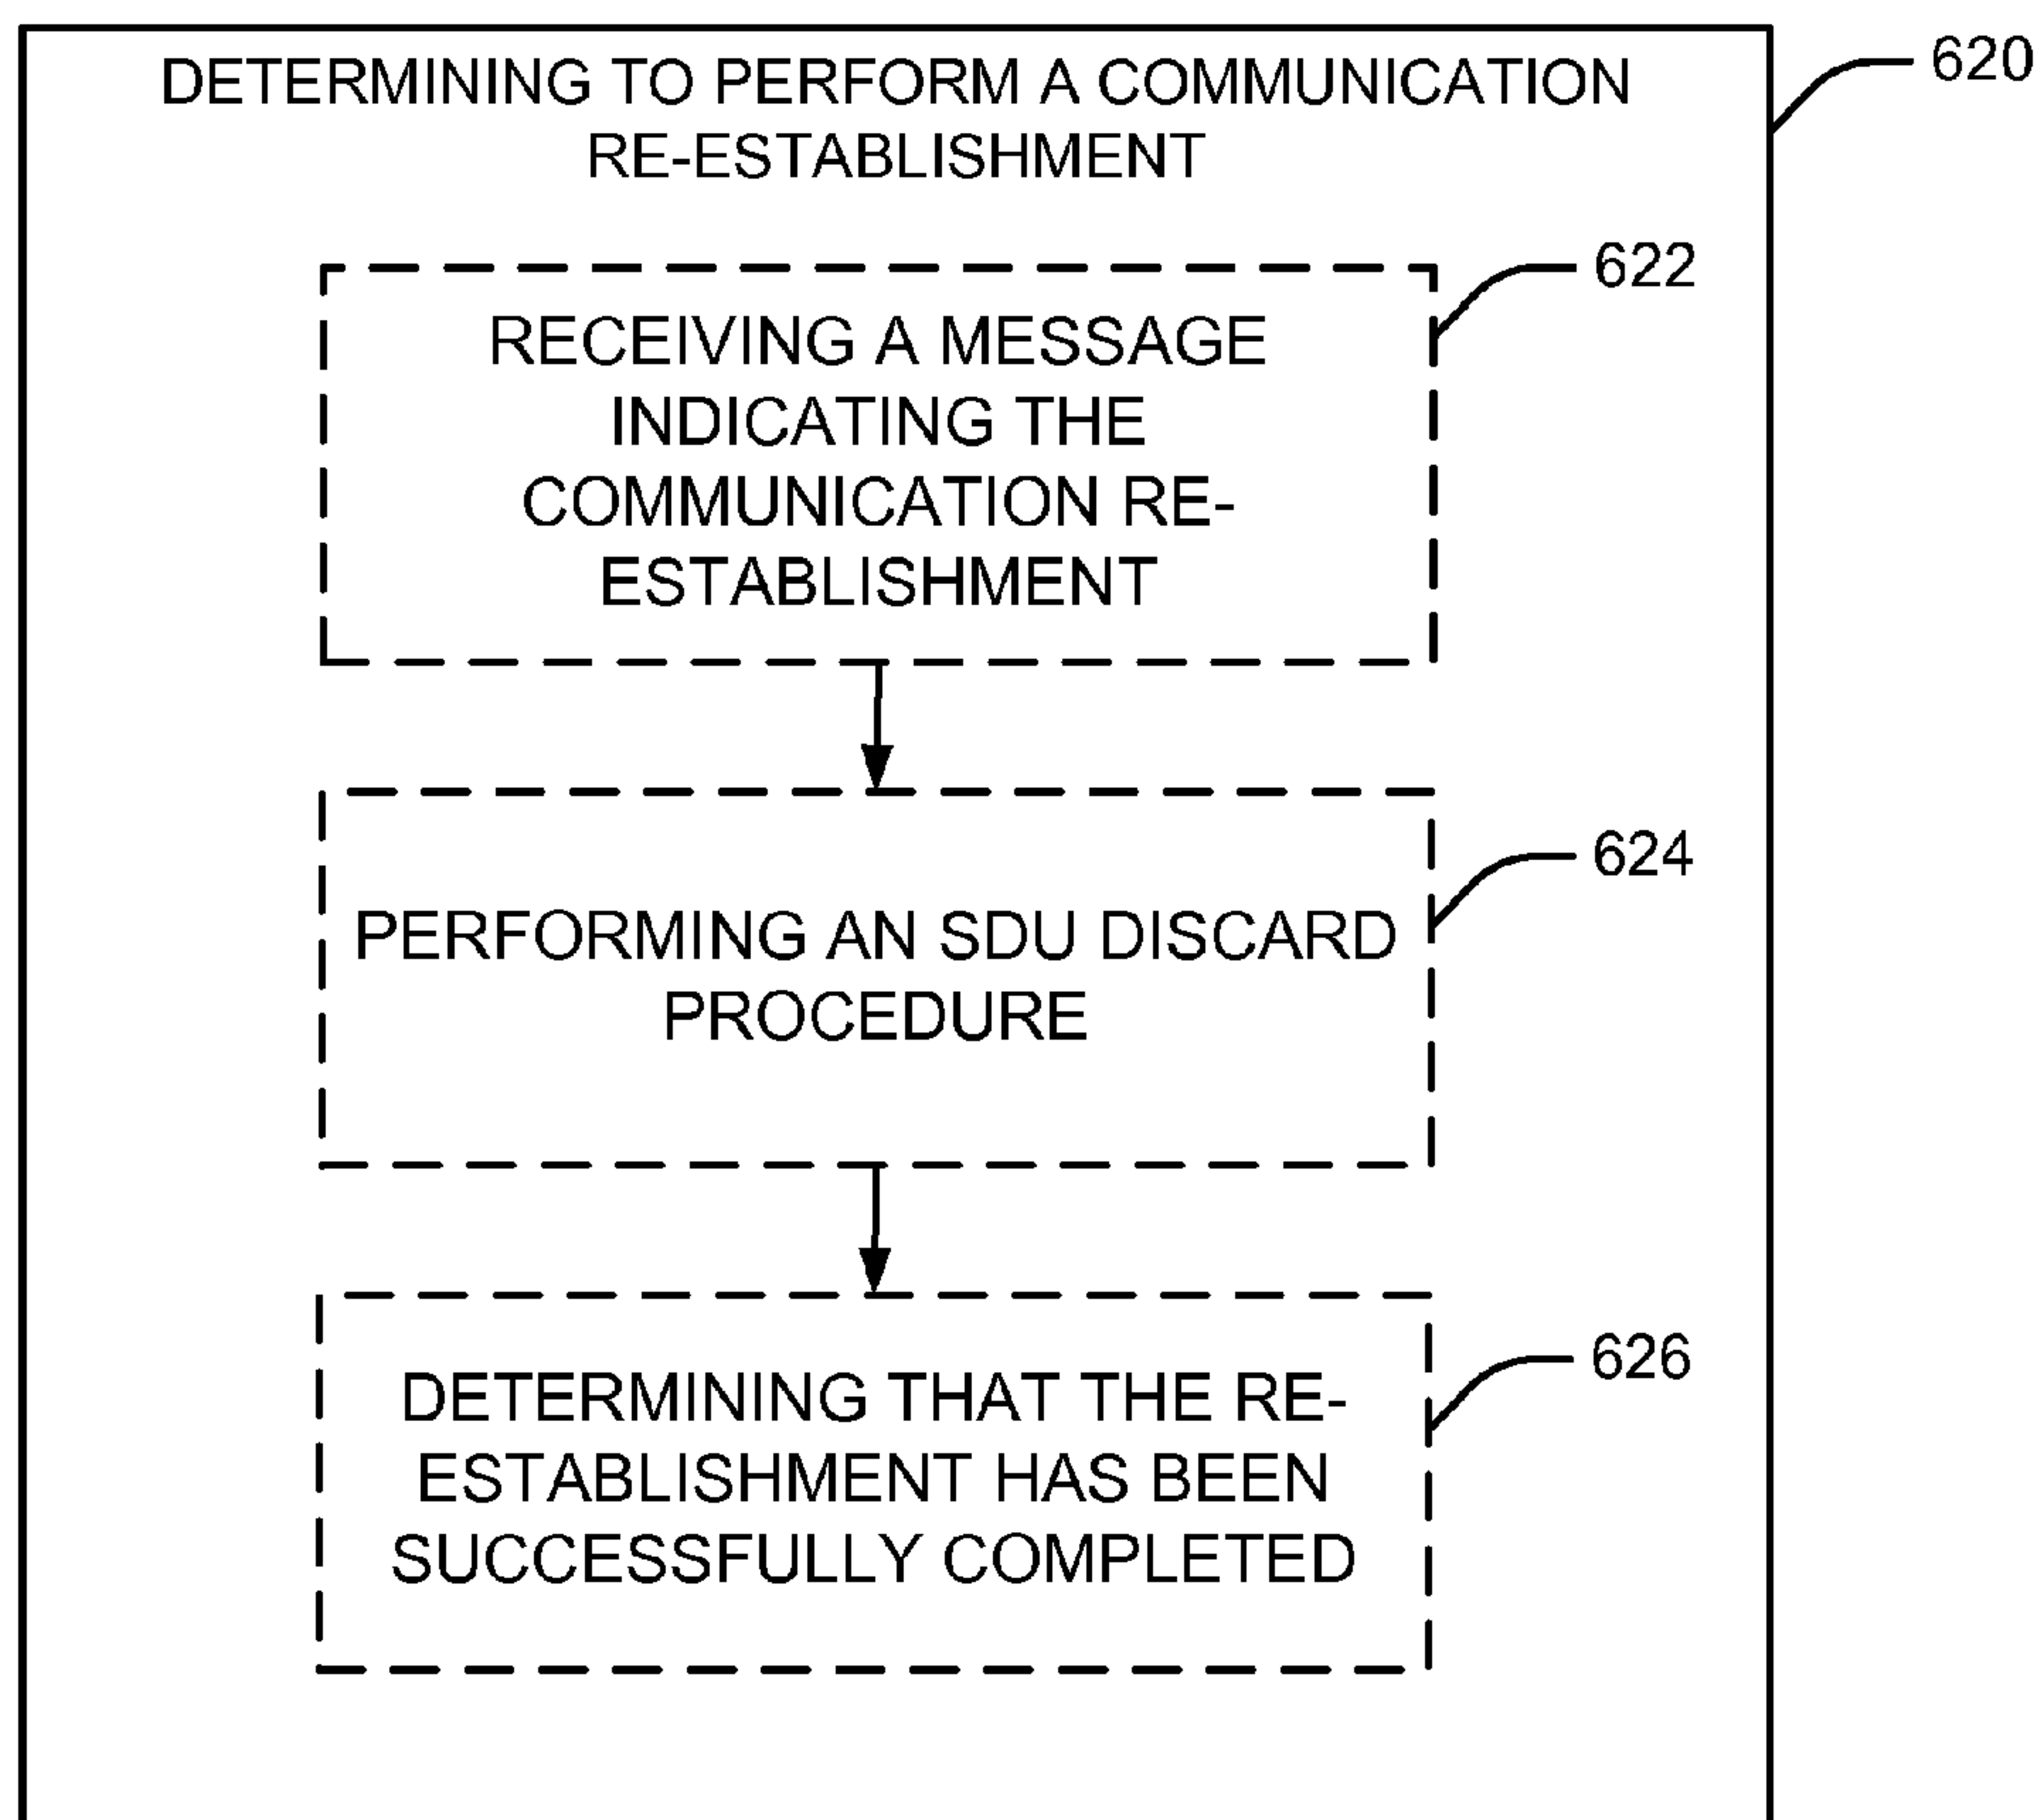 DETERMINING TO PERFORM A COMMUNICATION
RE-ESTABLISHMENT
620
RECEIVING A MESSAGE
INDICATING THE
COMMUNICATION RE-
ESTABLISHMENT
622
PERFORMING AN SDU DISCARD
PROCEDURE
624
DETERMINING THAT THE RE-
ESTABLISHMENT HAS BEEN
SUCCESSFULLY COMPLETED
626